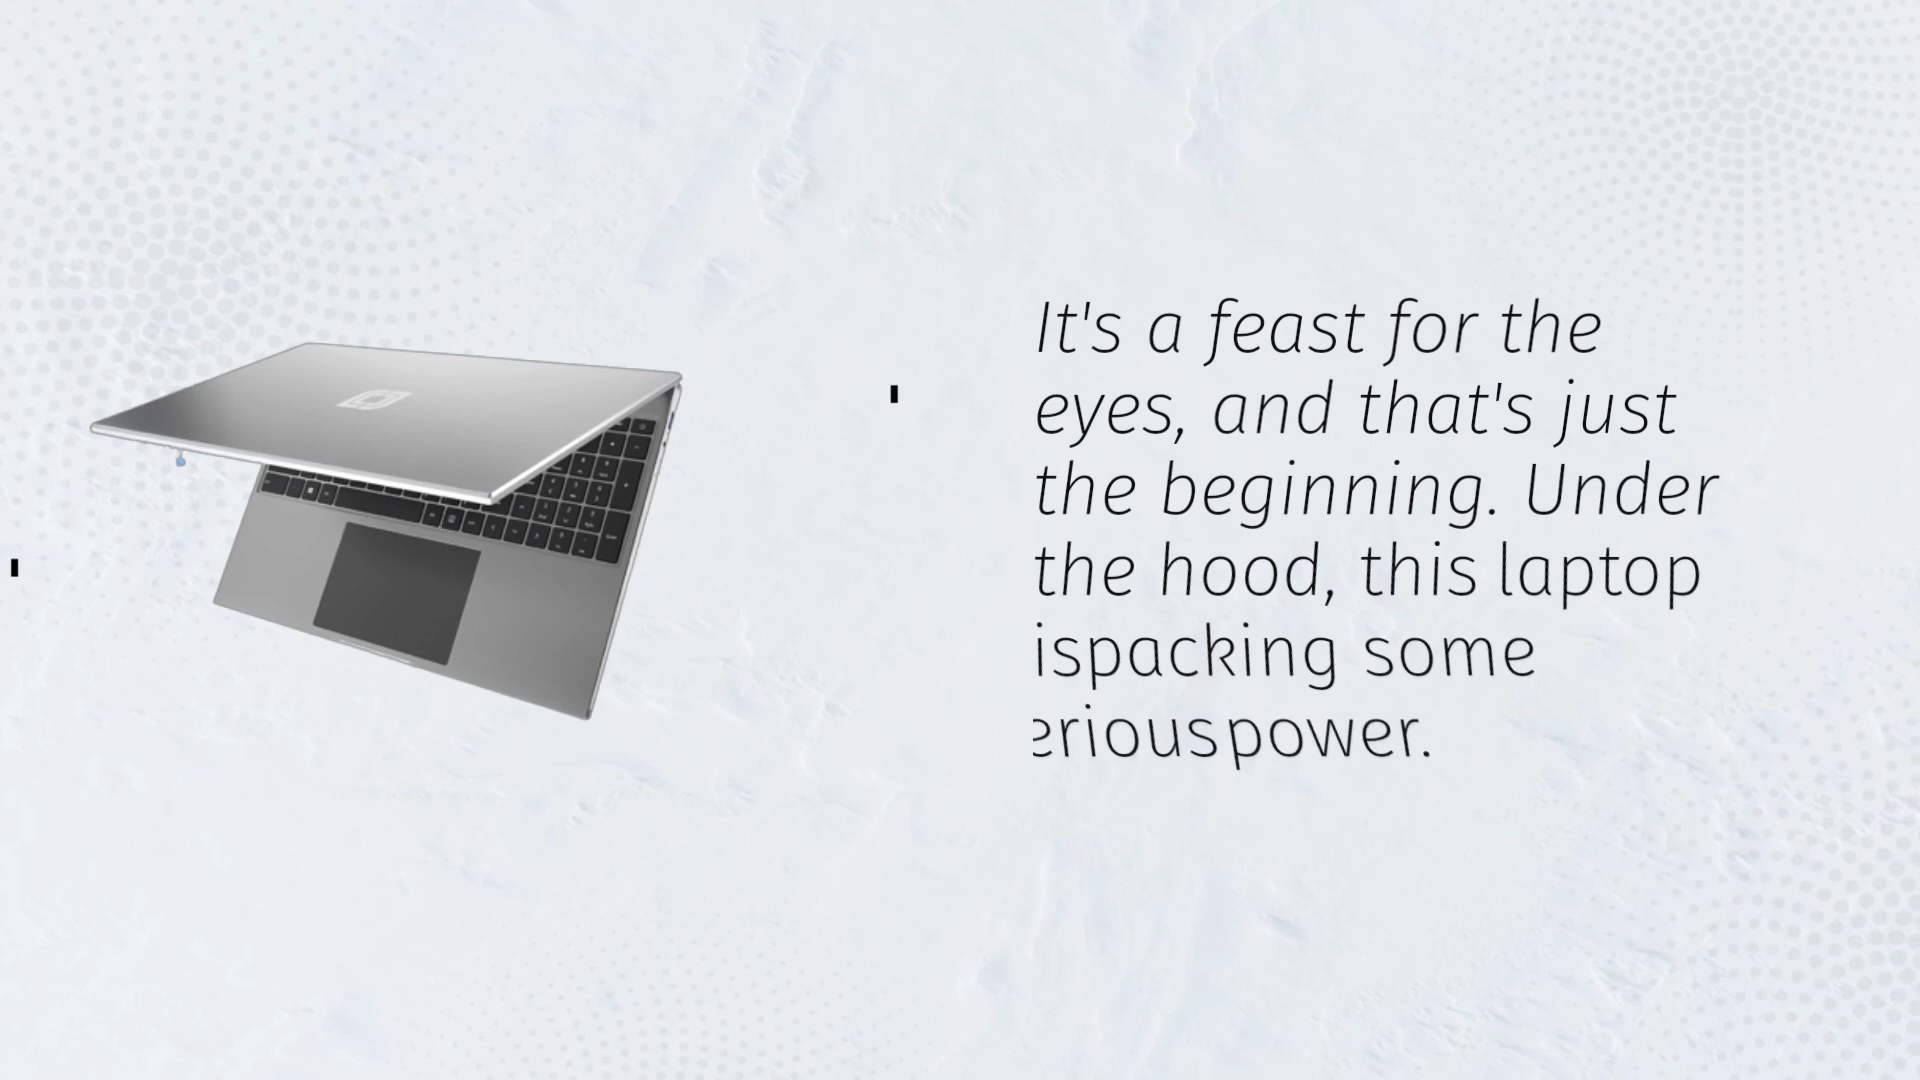 It's a feast for the
eyes, and that's just
the beginning. Under
the hood, this laptop
ispacking some
eriouspower.